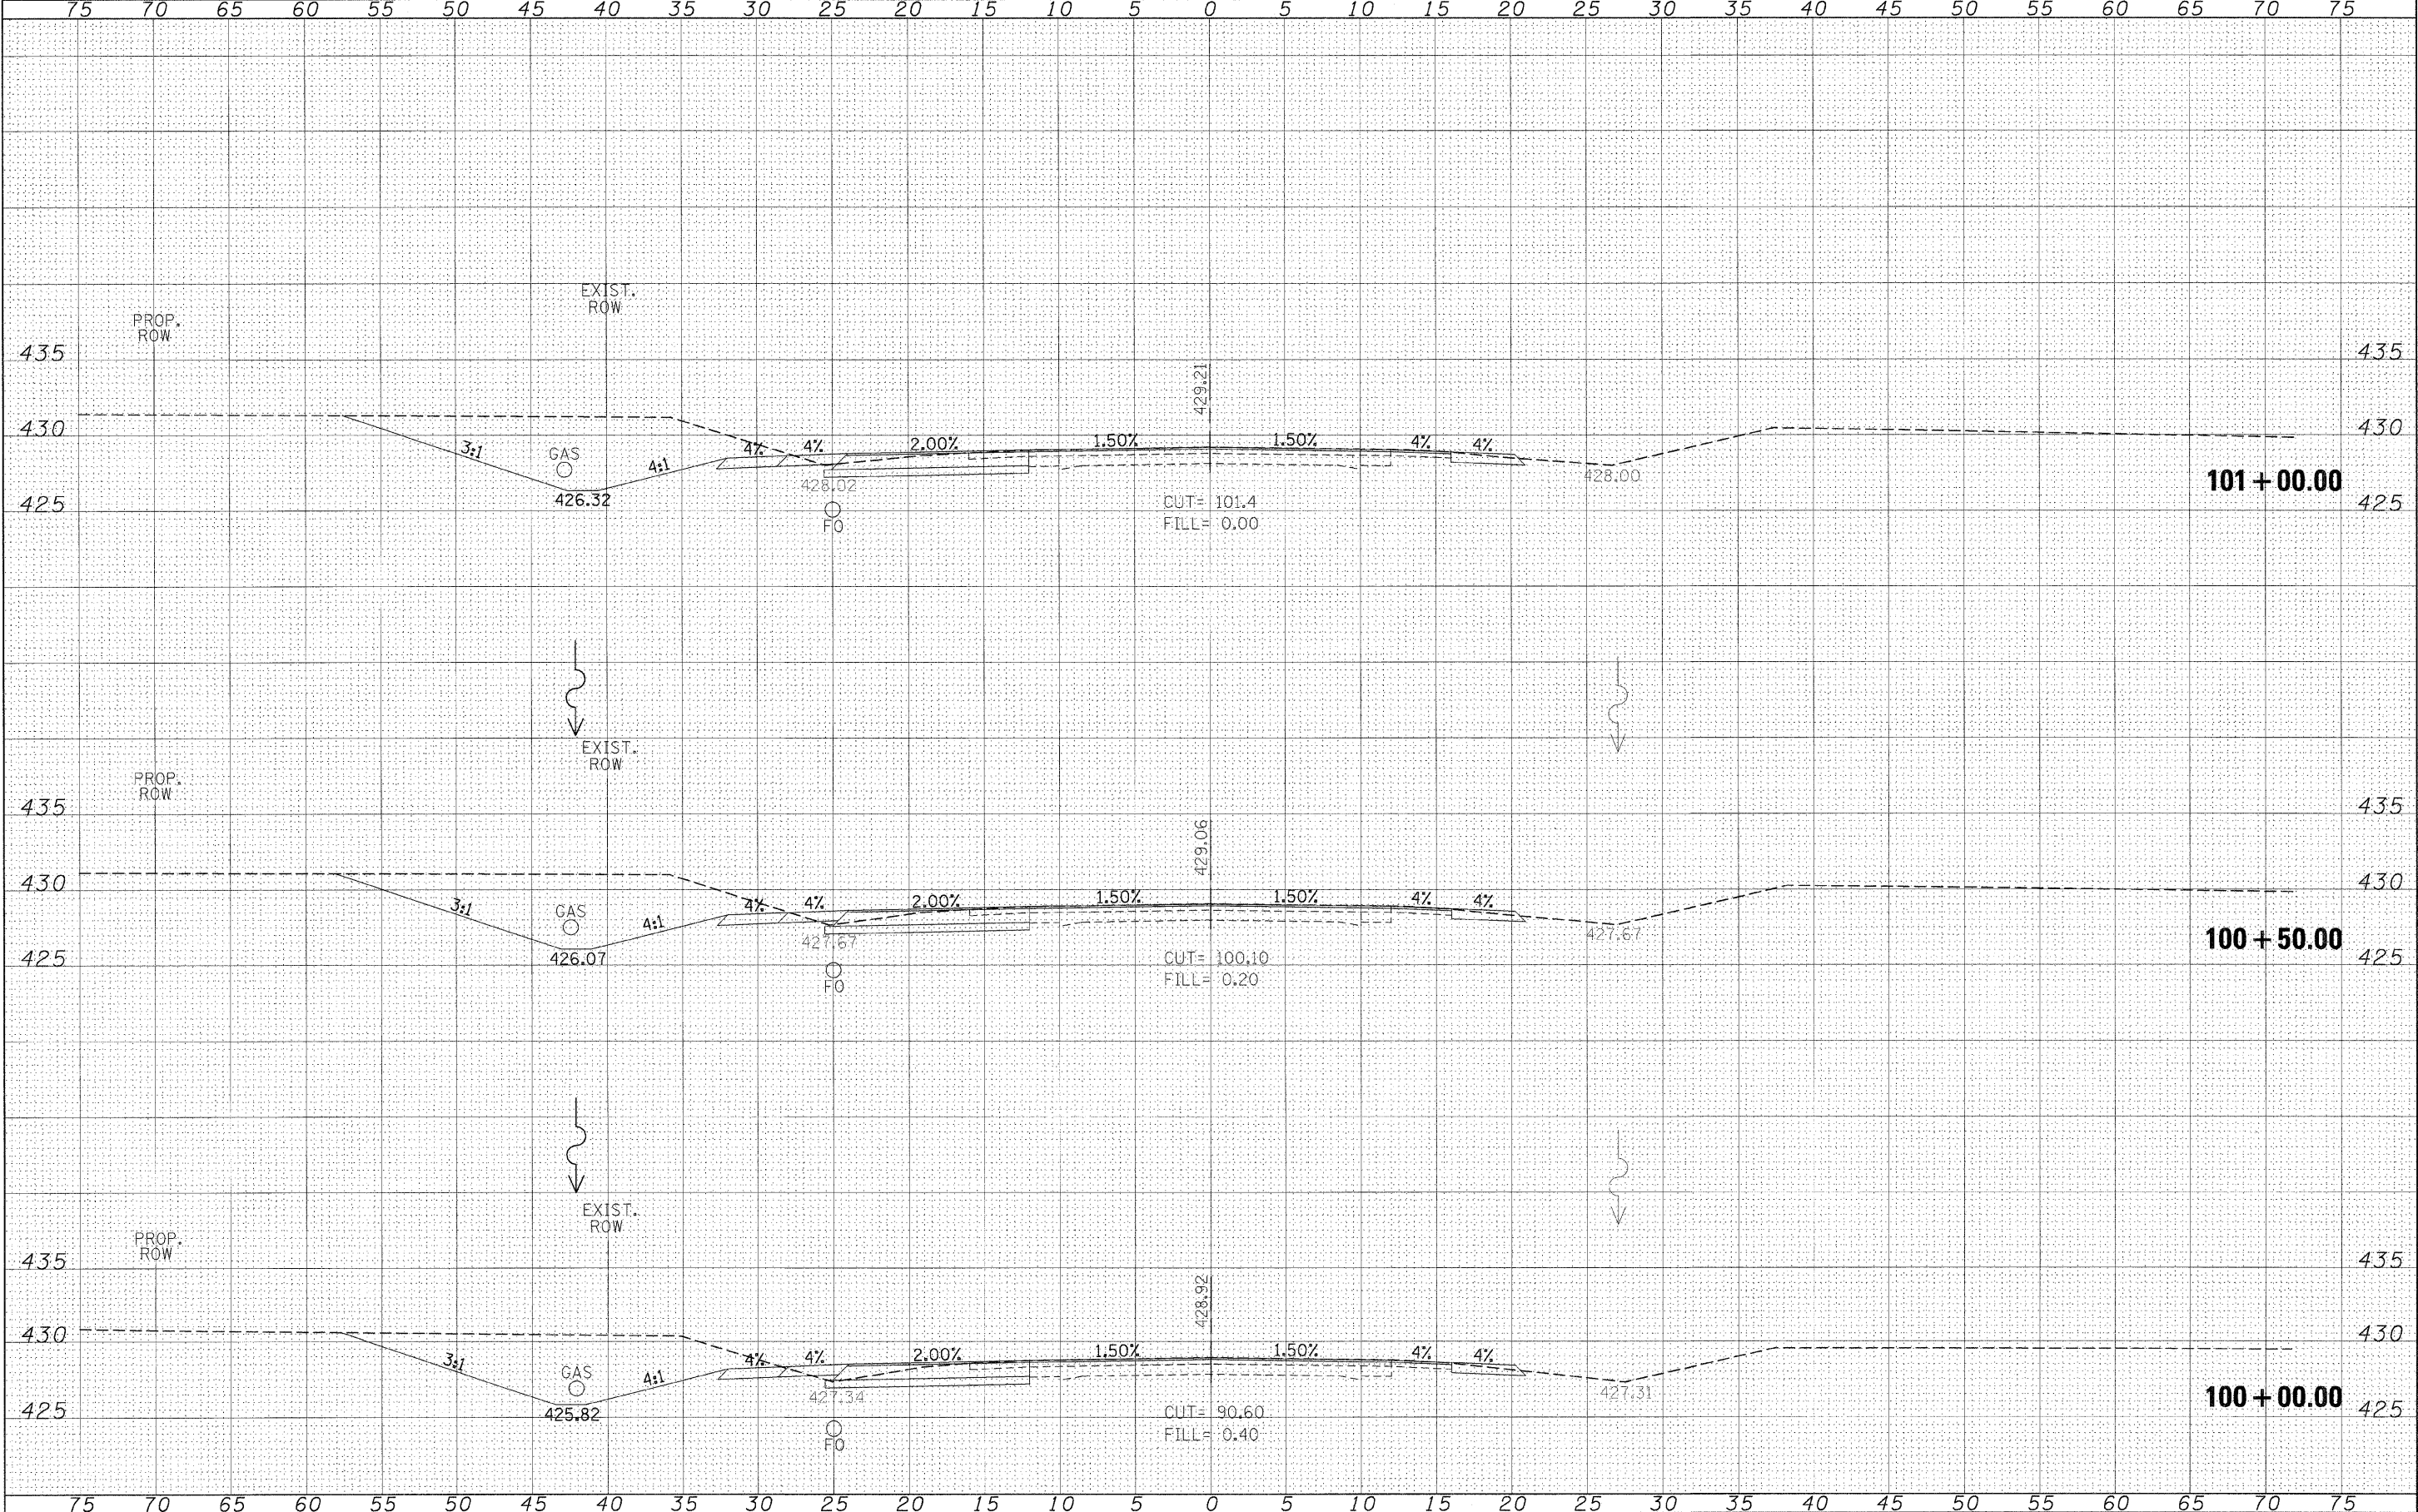 75 70 65 60 55 50 45 40 35 30 25 20 15 10 5 0 5 10 15 20 25 30 35 40 45 50 55 60 65 70 75
EXIST.
ROW
PROP.
ROW
435 435
429.21
430 430
3:1 GAS 4:1 4% 4% 2.00% 1.50% 1.50% 4% 4%
428.02 428.00
101 + 00.00
426.32
425 425
FO
CUT= 101.4
FILL= 0.00
EXIST.
ROW
PROP.
ROW
435 435
429.06
430 430
3:1 GAS 4:1 4% 4% 2.00% 1.50% 1.50% 4% 4%
427.67 427.67
100 + 50.00
426.07
425 425
FO
CUT= 100.10
FILL= 0.20
EXIST.
ROW
PROP.
ROW
435 435
428.92
430 430
3:1 GAS 4:1 4% 4% 2.00% 1.50% 1.50% 4% 4%
427.34 427.31
100 + 00.00
425.82
425 425
FO
CUT= 90.60
FILL= 0.40
75 70 65 60 55 50 45 40 35 30 25 20 15 10 5 0 5 10 15 20 25 30 35 40 45 50 55 60 65 70 75